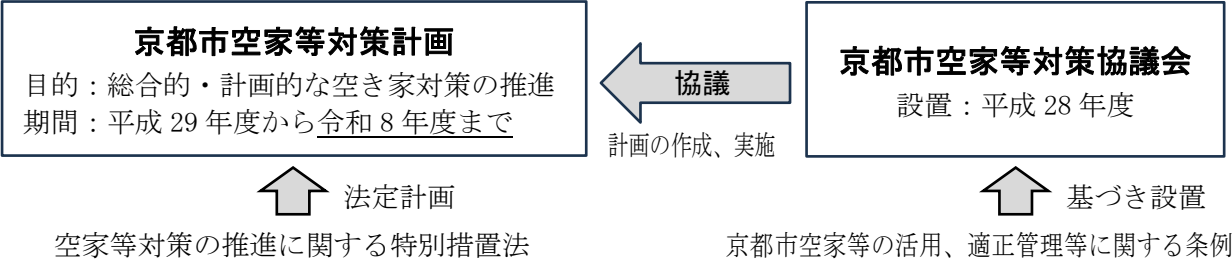 京都市空家等対策計画
目的：総合的・計画的な空き家対策の推進
期間：平成 29 年度から令和 8 年度まで
協議
計画の作成、実施
京都市空家等対策協議会
設置：平成 28 年度
法定計画
空家等対策の推進に関する特別措置法
基づき設置
京都市空家等の活用、適正管理等に関する条例